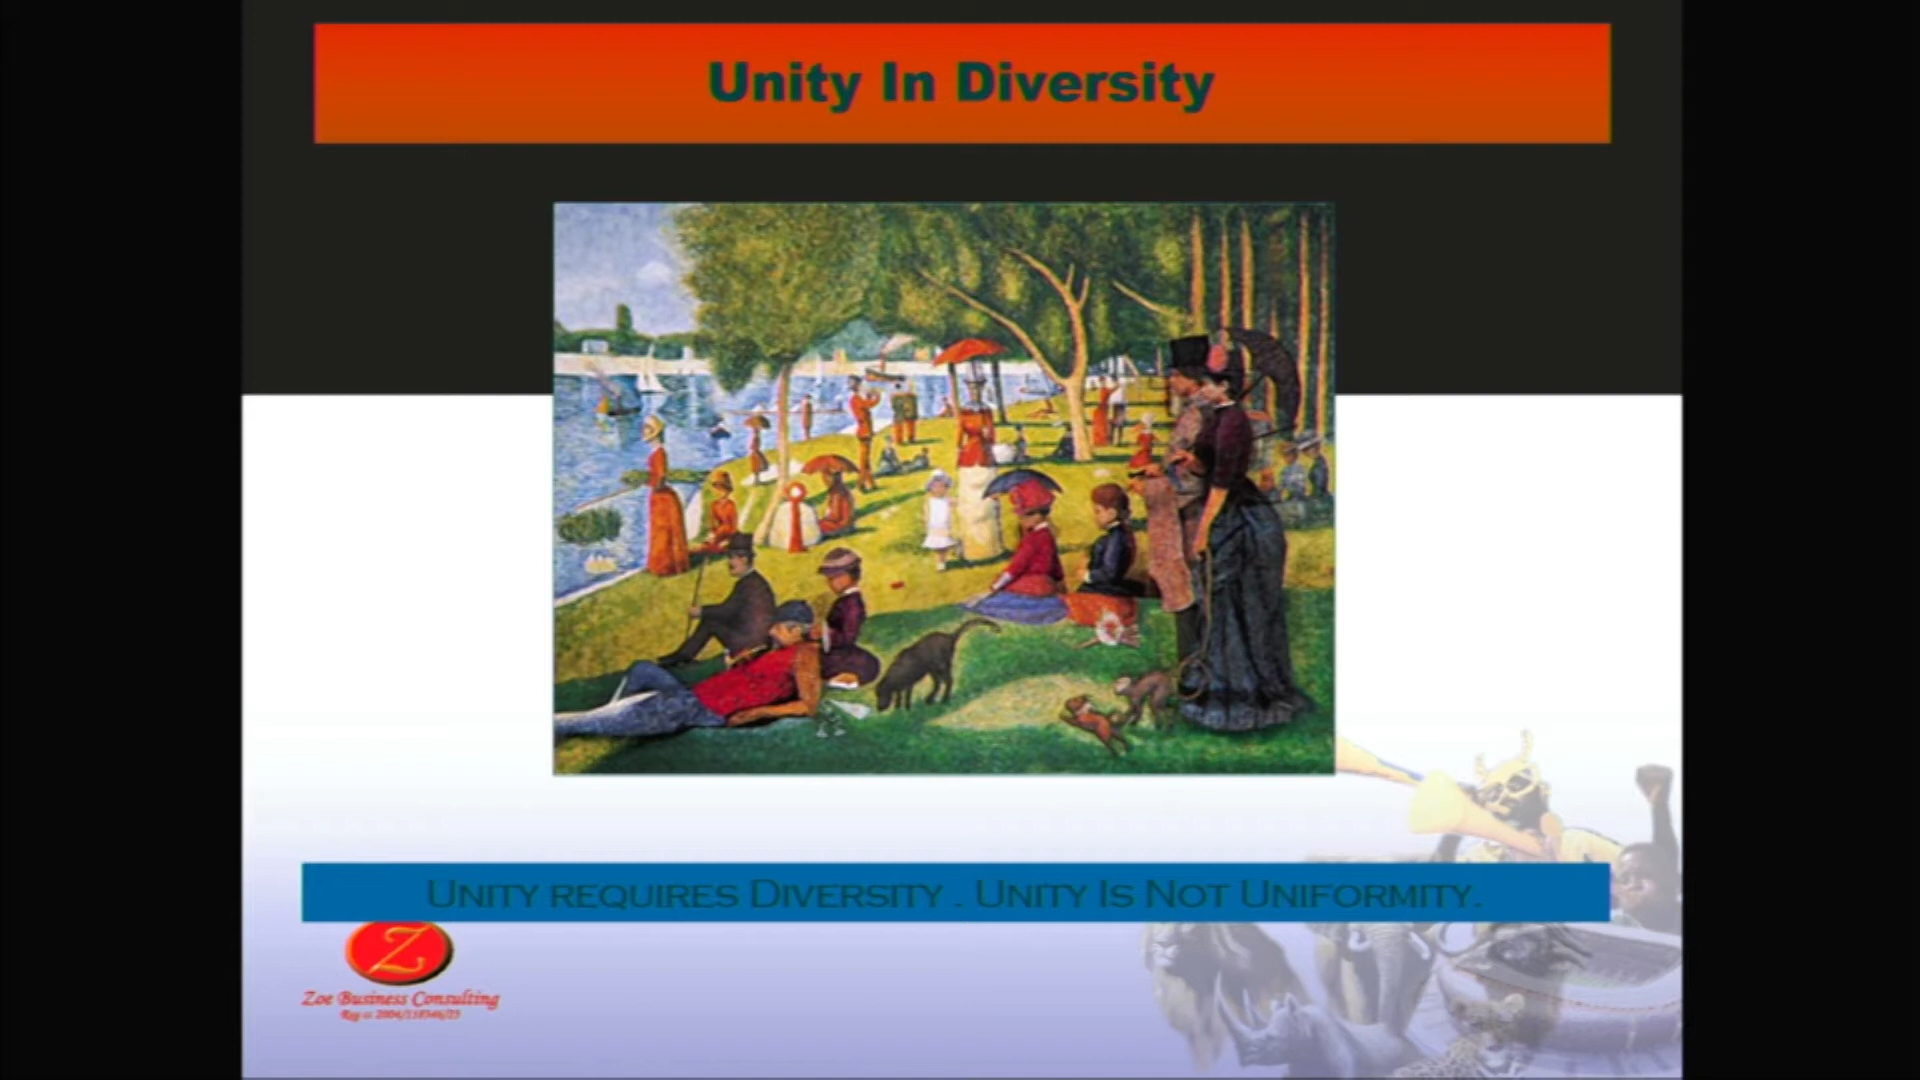 Unity In Diversity
UNITY REQUIRES DIVERSITY . UNITY IS NOT UNIFORMITY.
Z
Zoe Business Consulting